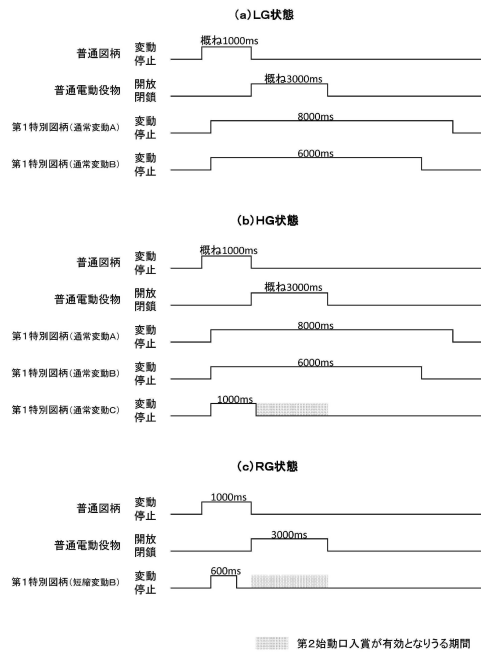 (a)LG状態
普通図柄 変動 停止 概ね1000ms
普通電動役物 開放 閉鎖 概ね3000ms
第1特別図柄(通常変動A) 変動 停止 8000ms
第1特別図柄(通常変動B) 変動 停止 6000ms
(b)HG状態
普通図柄 変動 停止 概ね1000ms
普通電動役物 開放 閉鎖 概ね3000ms
第1特別図柄(通常変動A) 変動 停止 8000ms
第1特別図柄(通常変動B) 変動 停止 6000ms
第1特別図柄(通常変動C) 変動 停止 1000ms
(c)RG状態
普通図柄 変動 停止 1000ms
普通電動役物 開放 閉鎖 3000ms
第1特別図柄(短縮変動B) 変動 停止 600ms
第2始動口入賞が有効となりうる期間